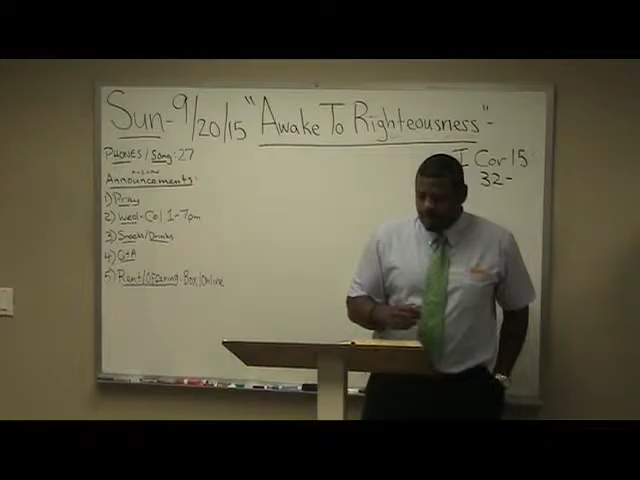 Sun-9/20/15 "Awake To Righteousness"-
I Cor 15
32-
PHONES/Song: 27
Announcements:
1) Pray
2) Wed-Col 1-7pm
3) Snacks/Drinks
4) Q+A
5) Rent/Offering: Box/Online